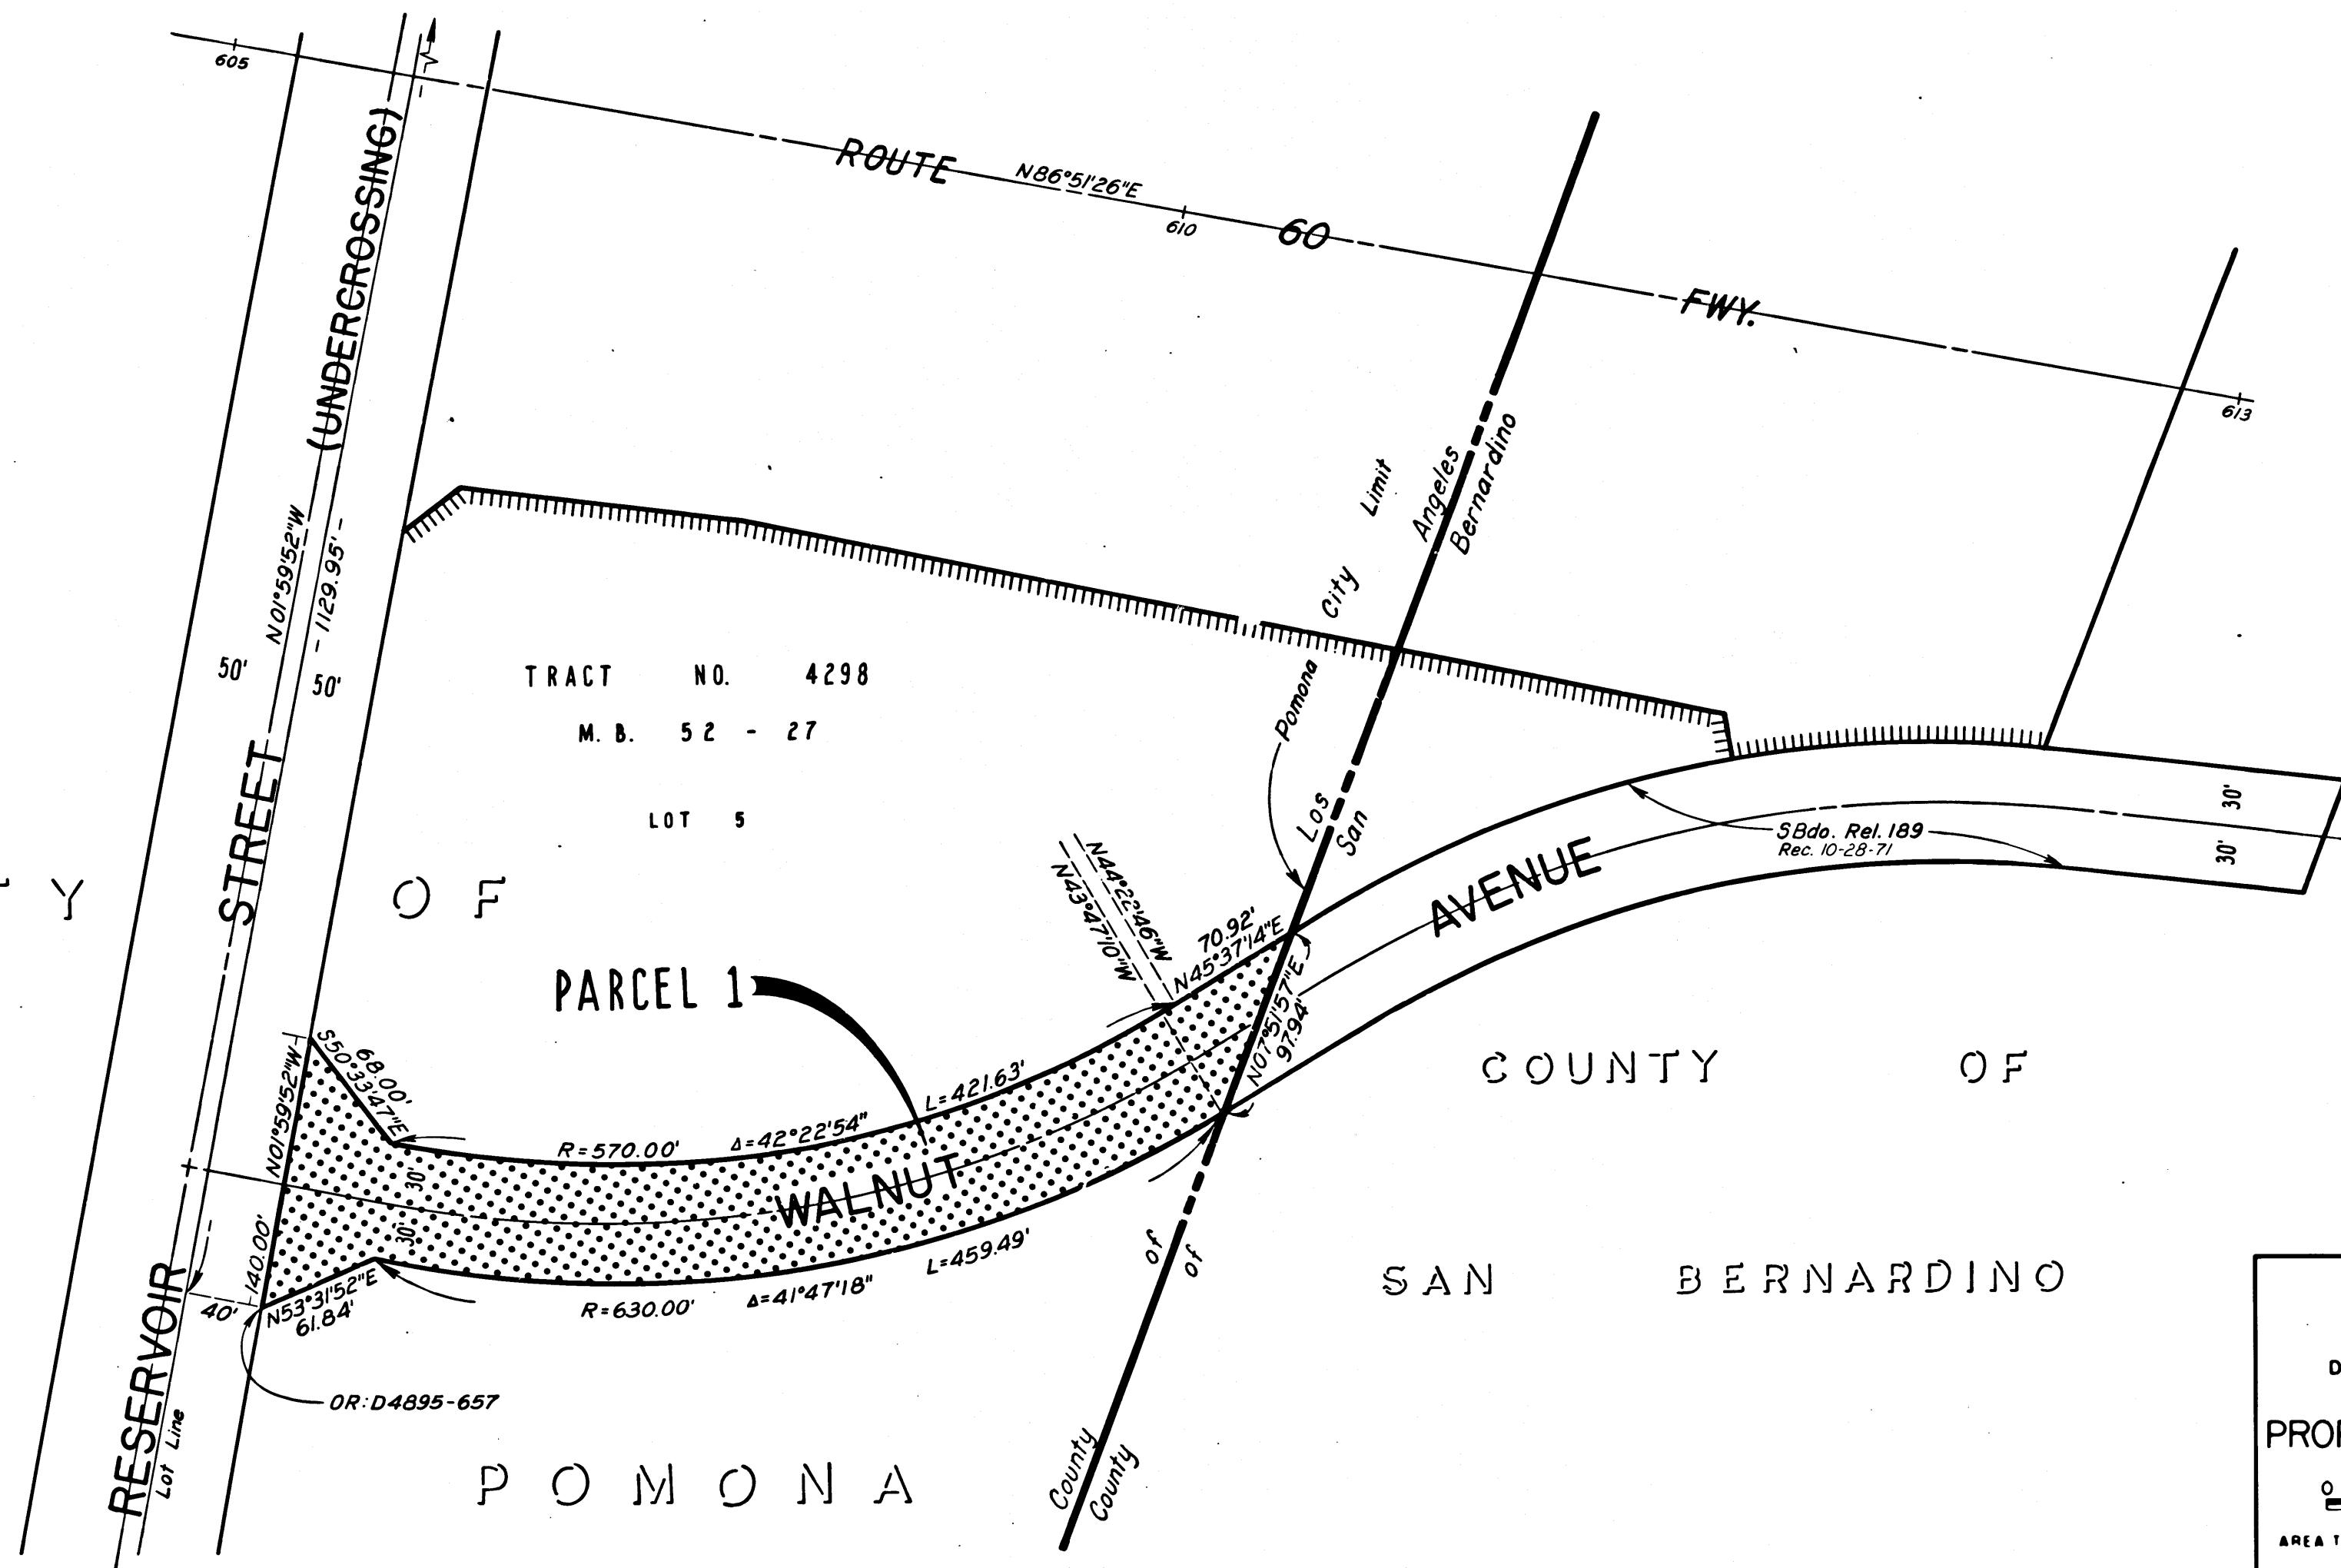 605
ROUTE
N86°51'26"E
610
60
FWY.
613
(UNDERCROSSING)
N01°59'52"W
- 1129.95' -
50'
50'
STREET
RESERVOIR
Lot Line
TRACT NO. 4298
M. B. 52 - 27
LOT 5
Pomona City Limit
Los Angeles
San Bernardino
Y OF
PARCEL 1
N44°22'46"W
N43°47'10"W
70.92'
N45°37'14"E
N07°51'57"E
97.94'
AVENUE
SBdo. Rel. 189
Rec. 10-28-71
30'
30'
S50°33'47"E
68.00'
N01°59'52"W
140.00'
R=570.00' Δ=42°22'54" L=421.63'
30'
30'
WALNUT
R=630.00' Δ=41°47'18" L=459.49'
40'
N53°31'52"E
61.84'
OR:D4895-657
COUNTY OF
SAN BERNARDINO
County of
County of
POMONA
D
PROP
0
AREA T